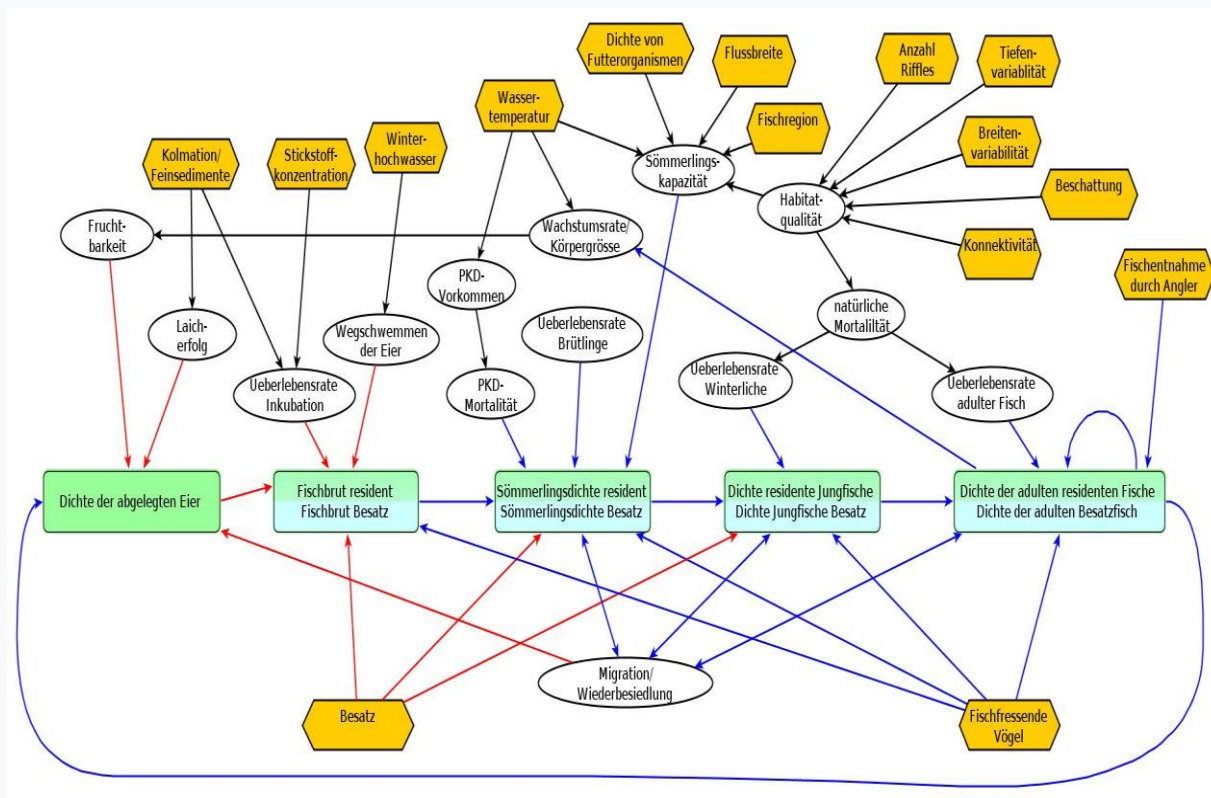 Dichte von
Futterorganismen
Flussbreite
Anzahl
Riffles
Tiefen-
variablität
Wasser-
temperatur
Fischregion
Breiten-
variabilität
Kolmation/
Feinsedimente
Stickstoff-
konzentration
Winter-
hochwasser
Sömmerlings-
kapazität
Habitat-
qualität
Beschattung
Frucht-
barkeit
Wachstumsrate/
Körpergrösse
Konnektivität
Fischentnahme
durch Angler
PKD-
Vorkommen
natürliche
Mortaliltät
Laich-
erfolg
Wegschwemmen
der Eier
Ueberlebensrate
Brütlinge
Ueberlebensrate
Inkubation
PKD-
Mortalität
Ueberlebensrate
Winterliche
Ueberlebensrate
adulter Fisch
Dichte der abgelegten Eier
Fischbrut resident
Fischbrut Besatz
Sömmerlingsdichte resident
Sömmerlingsdichte Besatz
Dichte residente Jungfische
Dichte Jungfische Besatz
Dichte der adulten residenten Fische
Dichte der adulten Besatzfisch
Migration/
Wiederbesiedlung
Besatz
Fischfressende
Vögel